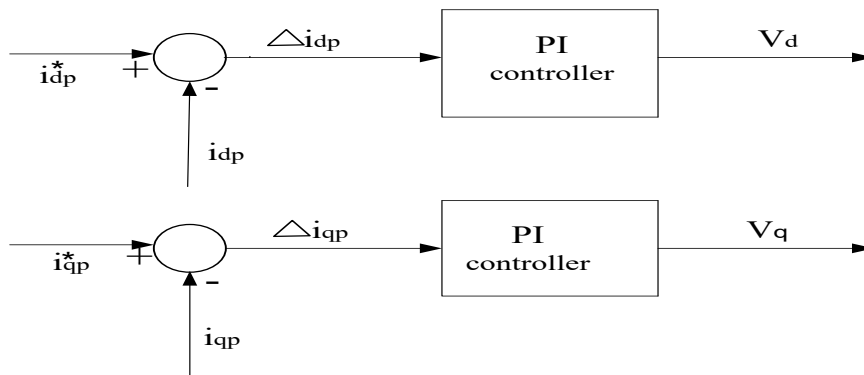 △idp
PI
controller
Vd
i*dp
+
-
idp
△iqp
PI
controller
Vq
i*qp
+
-
iqp